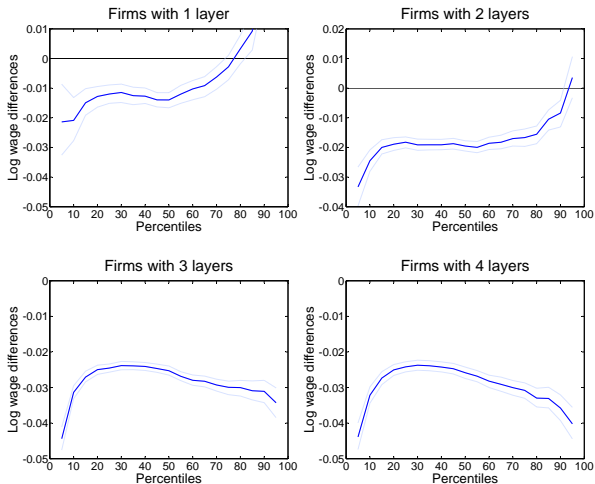 Firms with 1 layer
0.01
0
-0.01
-0.02
-0.03
-0.04
-0.05
Log wage differences
0 10 20 30 40 50 60 70 80 90 100
Percentiles
Firms with 2 layers
0.02
0.01
0
-0.01
-0.02
-0.03
-0.04
Log wage differences
0 10 20 30 40 50 60 70 80 90 100
Percentiles
Firms with 3 layers
0
-0.01
-0.02
-0.03
-0.04
-0.05
Log wage differences
0 10 20 30 40 50 60 70 80 90 100
Percentiles
Firms with 4 layers
0
-0.01
-0.02
-0.03
-0.04
-0.05
Log wage differences
0 10 20 30 40 50 60 70 80 90 100
Percentiles